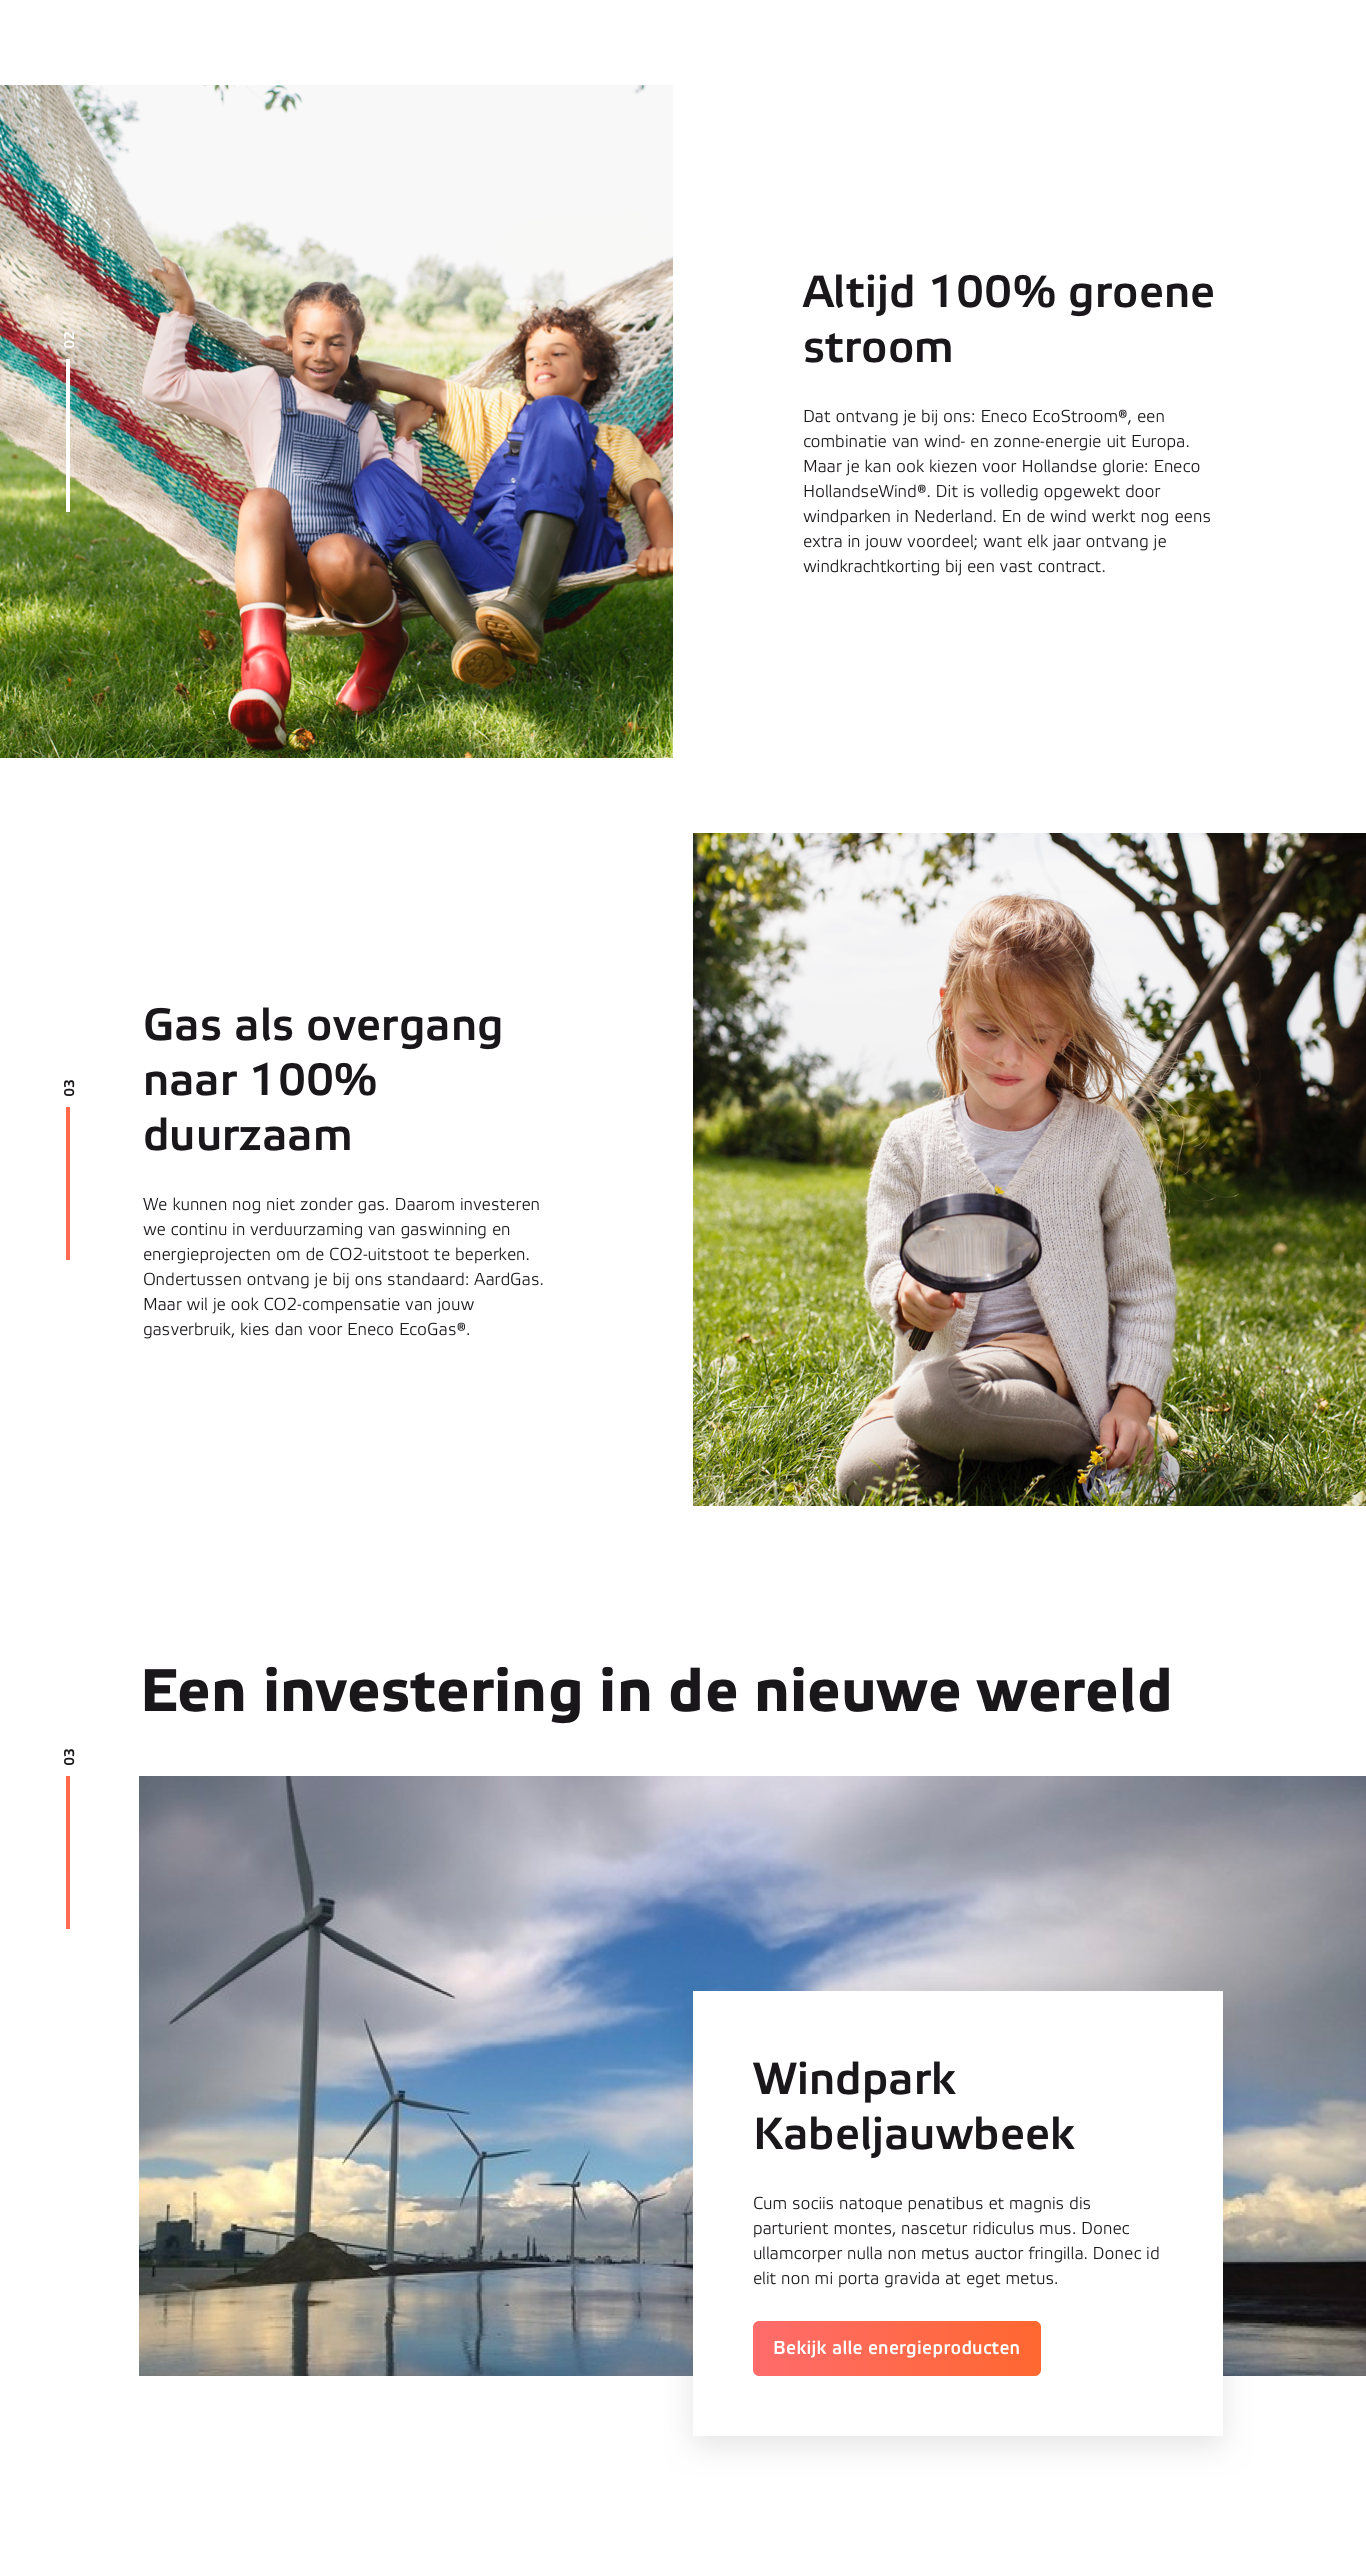 02
Altijd 100% groene
stroom
Dat ontvang je bij ons: Eneco EcoStroom®, een
combinatie van wind- en zonne-energie uit Europa.
Maar je kan ook kiezen voor Hollandse glorie: Eneco
HollandseWind®. Dit is volledig opgewekt door
windparken in Nederland. En de wind werkt nog eens
extra in jouw voordeel; want elk jaar ontvang je
windkrachtkorting bij een vast contract.
03
Gas als overgang
naar 100%
duurzaam
We kunnen nog niet zonder gas. Daarom investeren
we continu in verduurzaming van gaswinning en
energieprojecten om de CO2-uitstoot te beperken.
Ondertussen ontvang je bij ons standaard: AardGas.
Maar wil je ook CO2-compensatie van jouw
gasverbruik, kies dan voor Eneco EcoGas®.
Een investering in de nieuwe wereld
03
Windpark
Kabeljauwbeek
Cum sociis natoque penatibus et magnis dis
parturient montes, nascetur ridiculus mus. Donec
ullamcorper nulla non metus auctor fringilla. Donec id
elit non mi porta gravida at eget metus.
Bekijk alle energieproducten